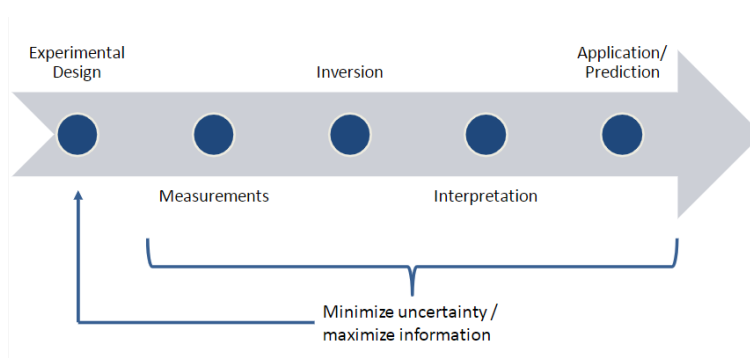 Experimental
Design
Inversion
Application/
Prediction
Measurements
Interpretation
Minimize uncertainty /
maximize information